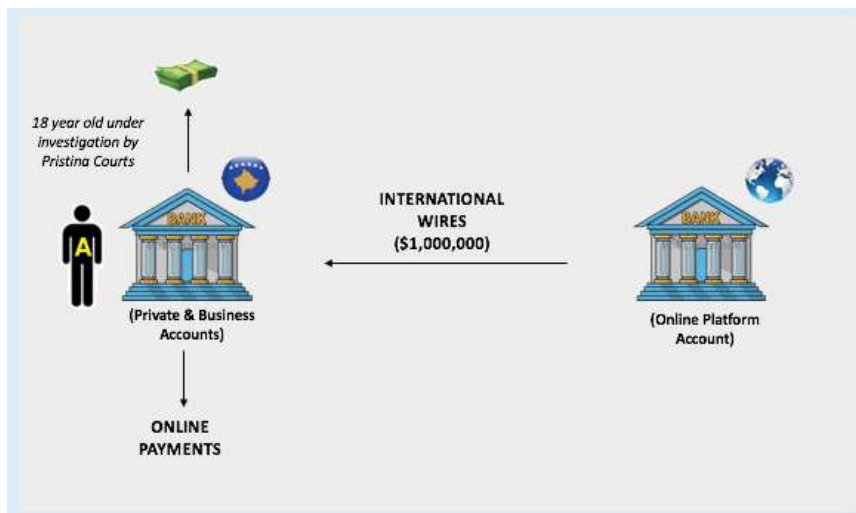 18 year old under
investigation by
Pristina Courts
BANK
A
(Private & Business
Accounts)
INTERNATIONAL
WIRES
($1,000,000)
BANK
(Online Platform
Account)
ONLINE
PAYMENTS